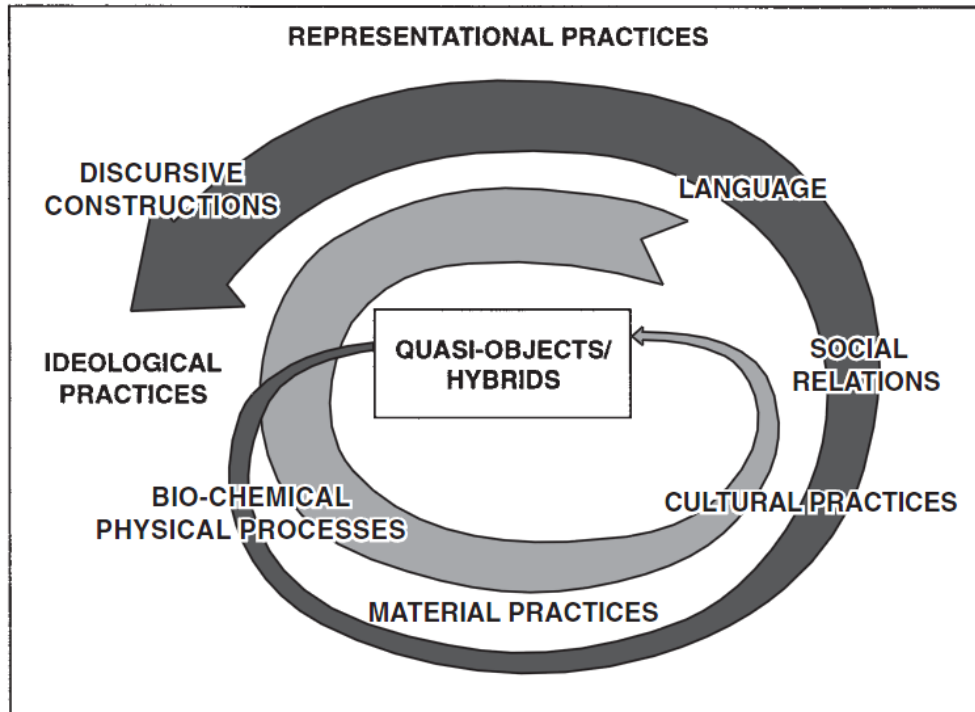 REPRESENTATIONAL PRACTICES
DISCURSIVE
CONSTRUCTIONS
LANGUAGE
IDEOLOGICAL
PRACTICES
QUASI-OBJECTS/
HYBRIDS
SOCIAL
RELATIONS
BIO-CHEMICAL
PHYSICAL PROCESSES
CULTURAL PRACTICES
MATERIAL PRACTICES